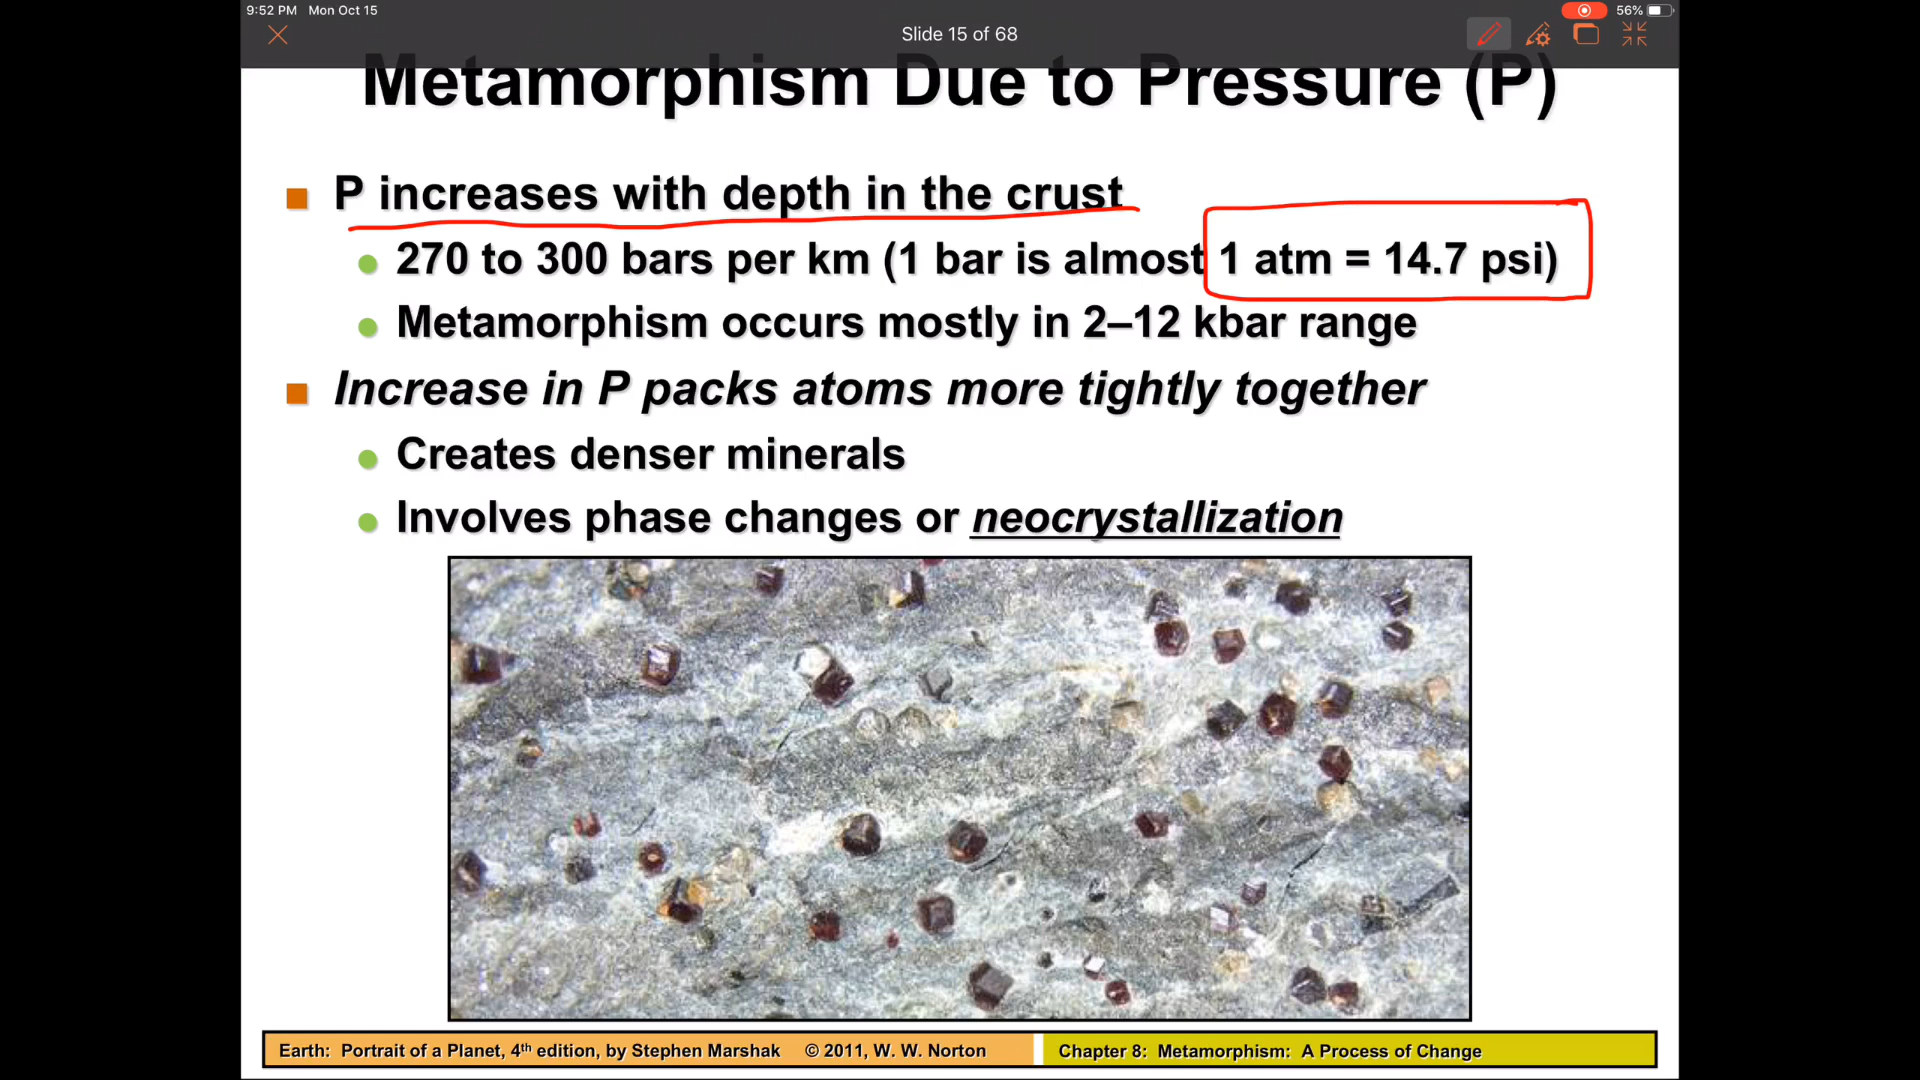 9:52 PM Mon Oct 15
56%
Slide 15 of 68
Metamorphism Due to Pressure (P)
P increases with depth in the crust
270 to 300 bars per km (1 bar is almost 1 atm = 14.7 psi)
Metamorphism occurs mostly in 2–12 kbar range
Increase in P packs atoms more tightly together
Creates denser minerals
Involves phase changes or neocrystallization
Earth: Portrait of a Planet, 4th edition, by Stephen Marshak © 2011, W. W. Norton
Chapter 8: Metamorphism: A Process of Change